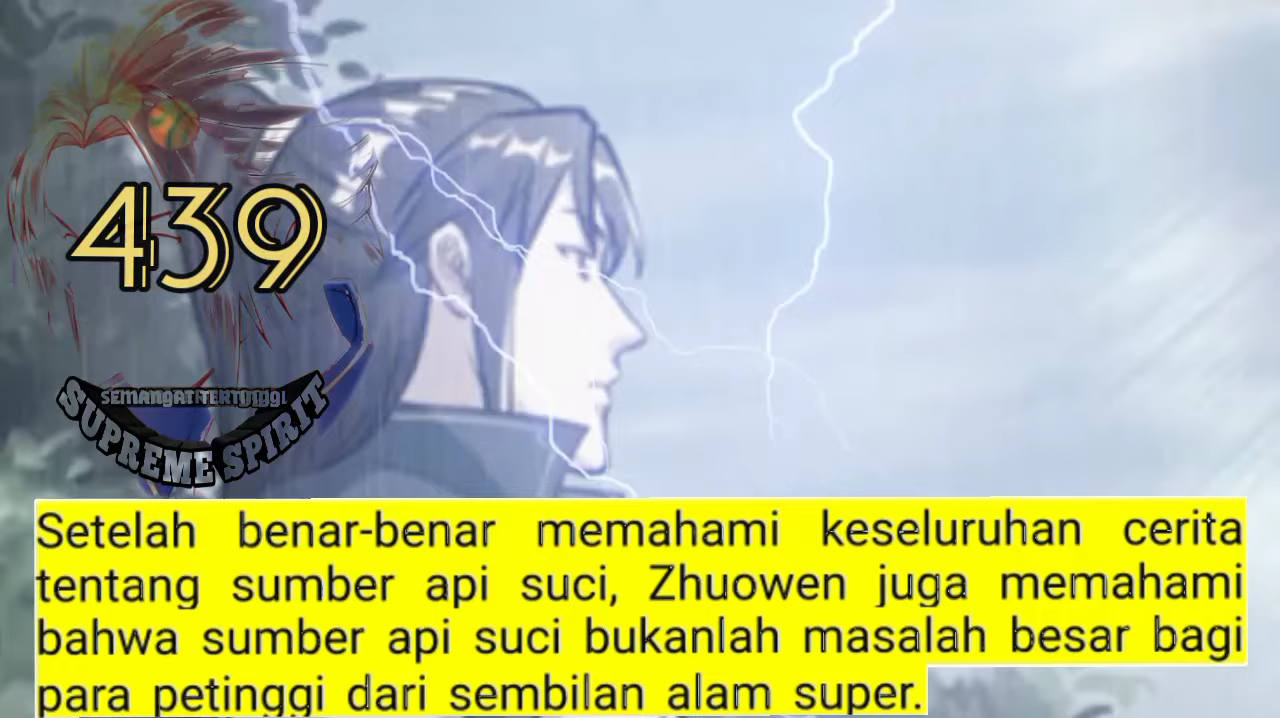 439
SUPREME SPIRIT
Setelah benar-benar memahami keseluruhan cerita
tentang sumber api suci, Zhuowen juga memahami
bahwa sumber api suci bukanlah masalah besar bagi
para petinggi dari sembilan alam super.